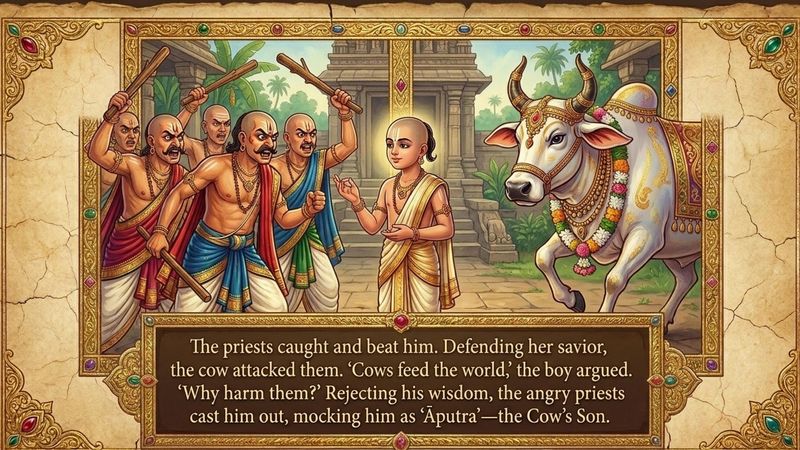 The priests caught and beat him. Defending her savior,
the cow attacked them. ‘Cows feed the world,’ the boy argued.
‘Why harm them?’ Rejecting his wisdom, the angry priests
cast him out, mocking him as ‘Āputra’—the Cow’s Son.